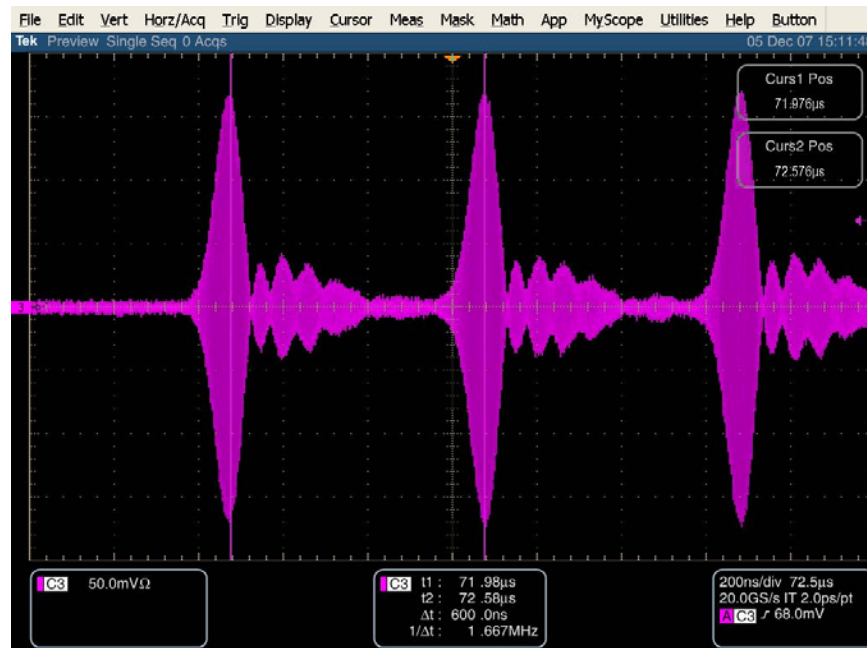 File Edit Vert Horz/Acq Trig Display Cursor Meas Mask Math App MyScope Utilities Help Button
Tek Preview Single Seq 0 Acqs 05 Dec 07 15:11:4
Curs1 Pos
71.976µs
Curs2 Pos
72.576µs
C3 50.0mVΩ
C3 t1 : 71 .98µs
t2 : 72 .58µs
Δt : 600 .0ns
1/Δt : 1 .667MHz
200ns/div 72.5µs
20.0GS/s IT 2.0ps/pt
A C3 68.0mV